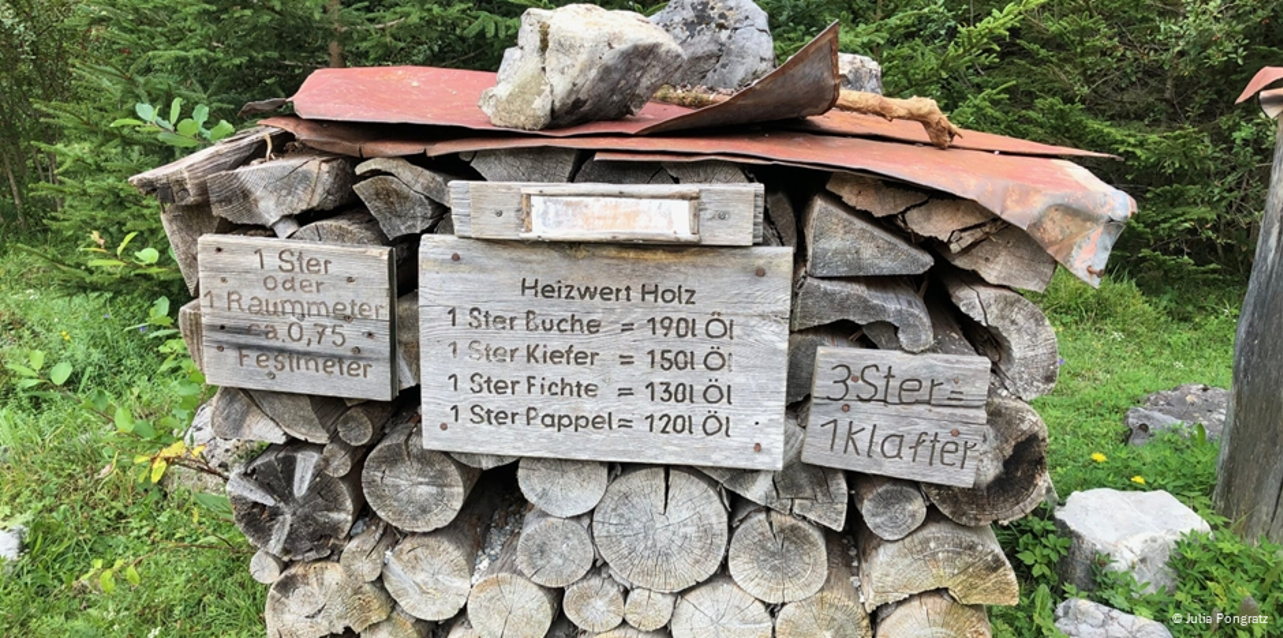 1 Ster
oder
1 Raummeter
ca.0,75
Festmeter
Heizwert Holz
1 Ster Buche = 190l Öl
1 Ster Kiefer = 150l Öl
1 Ster Fichte = 130l Öl
1 Ster Pappel = 120l Öl
3 Ster =
1 Klafter
© Julia Pongratz